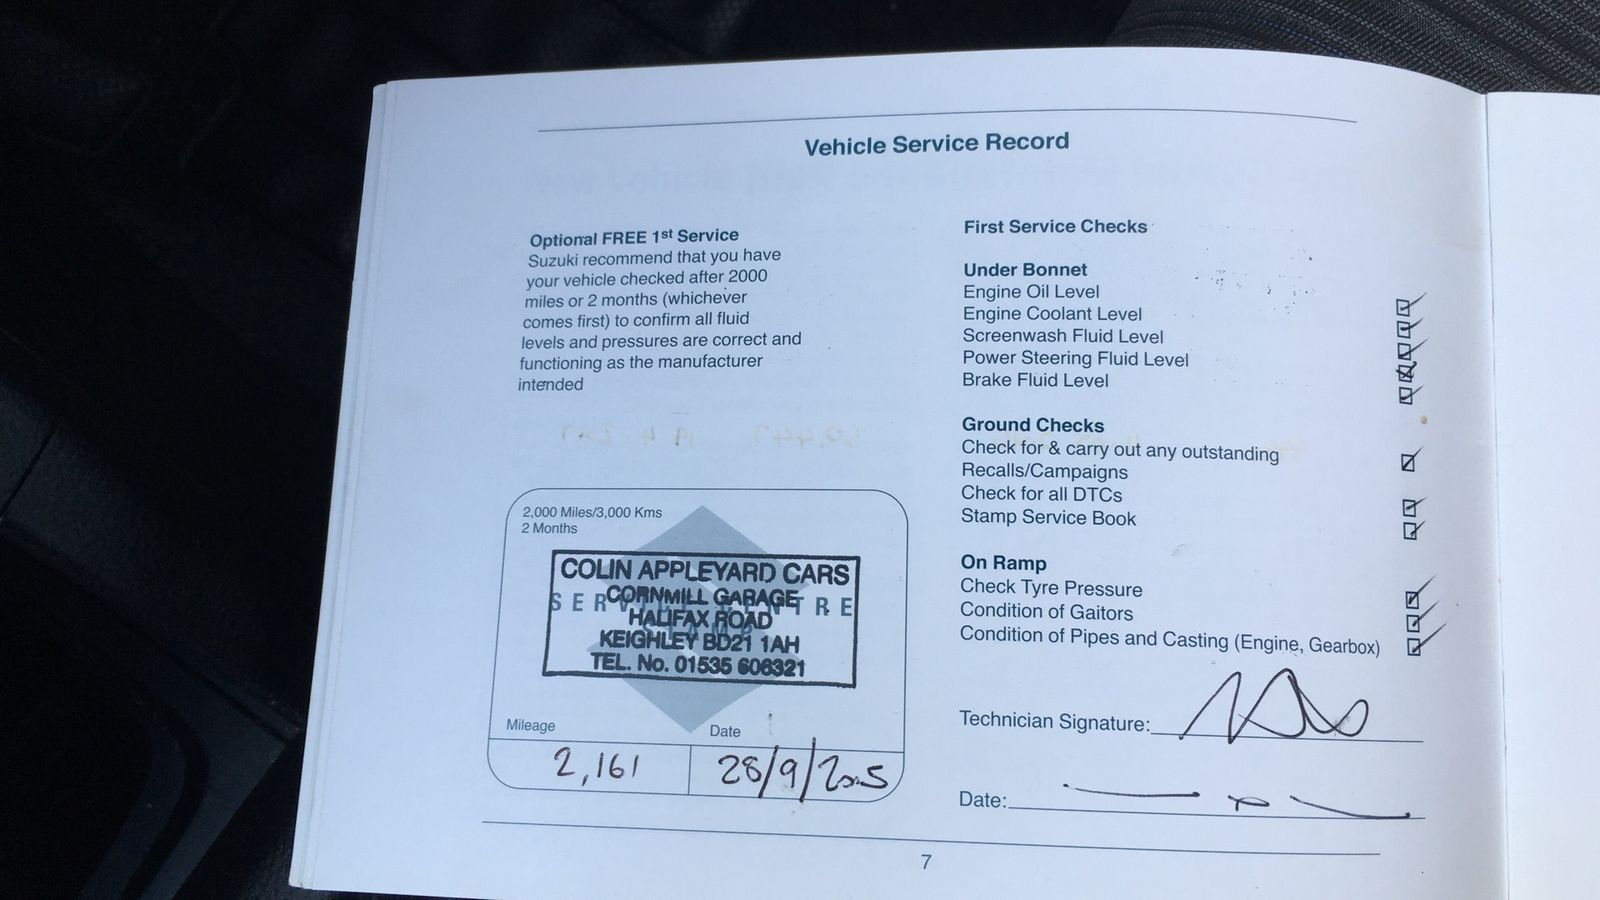 Vehicle Service Record
Optional FREE 1st Service
Suzuki recommend that you have
your vehicle checked after 2000
miles or 2 months (whichever
comes first) to confirm all fluid
levels and pressures are correct and
functioning as the manufacturer
intended
2,000 Miles/3,000 Kms
2 Months
COLIN APPLEYARD CARS
CORNMILL GARAGE
SERVICE CENTRE
HALIFAX ROAD
KEIGHLEY BD21 1AH
TEL. No. 01535 606321
Mileage
Date
2,161
28/9/2005
First Service Checks
Under Bonnet
Engine Oil Level
Engine Coolant Level
Screenwash Fluid Level
Power Steering Fluid Level
Brake Fluid Level
Ground Checks
Check for & carry out any outstanding
Recalls/Campaigns
Check for all DTCs
Stamp Service Book
On Ramp
Check Tyre Pressure
Condition of Gaitors
Condition of Pipes and Casting (Engine, Gearbox)
Technician Signature:
Date:
7